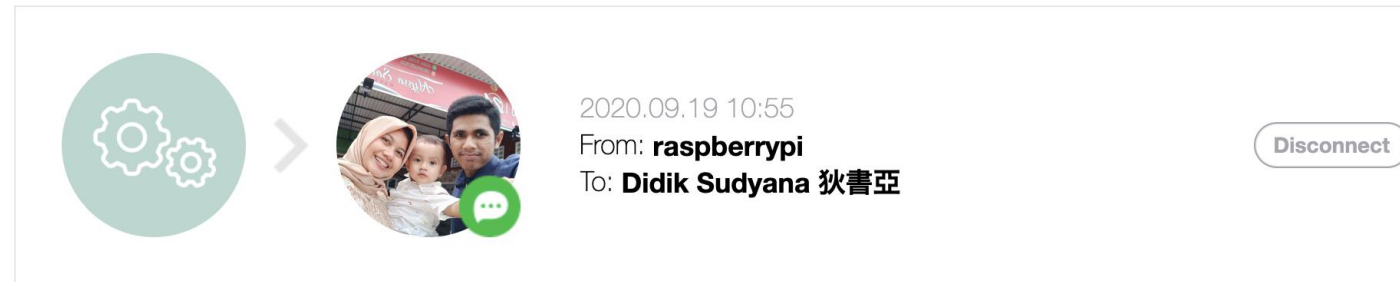 2020.09.19 10:55
From: raspberrypi
To: Didik Sudyana 狄書亞
Disconnect